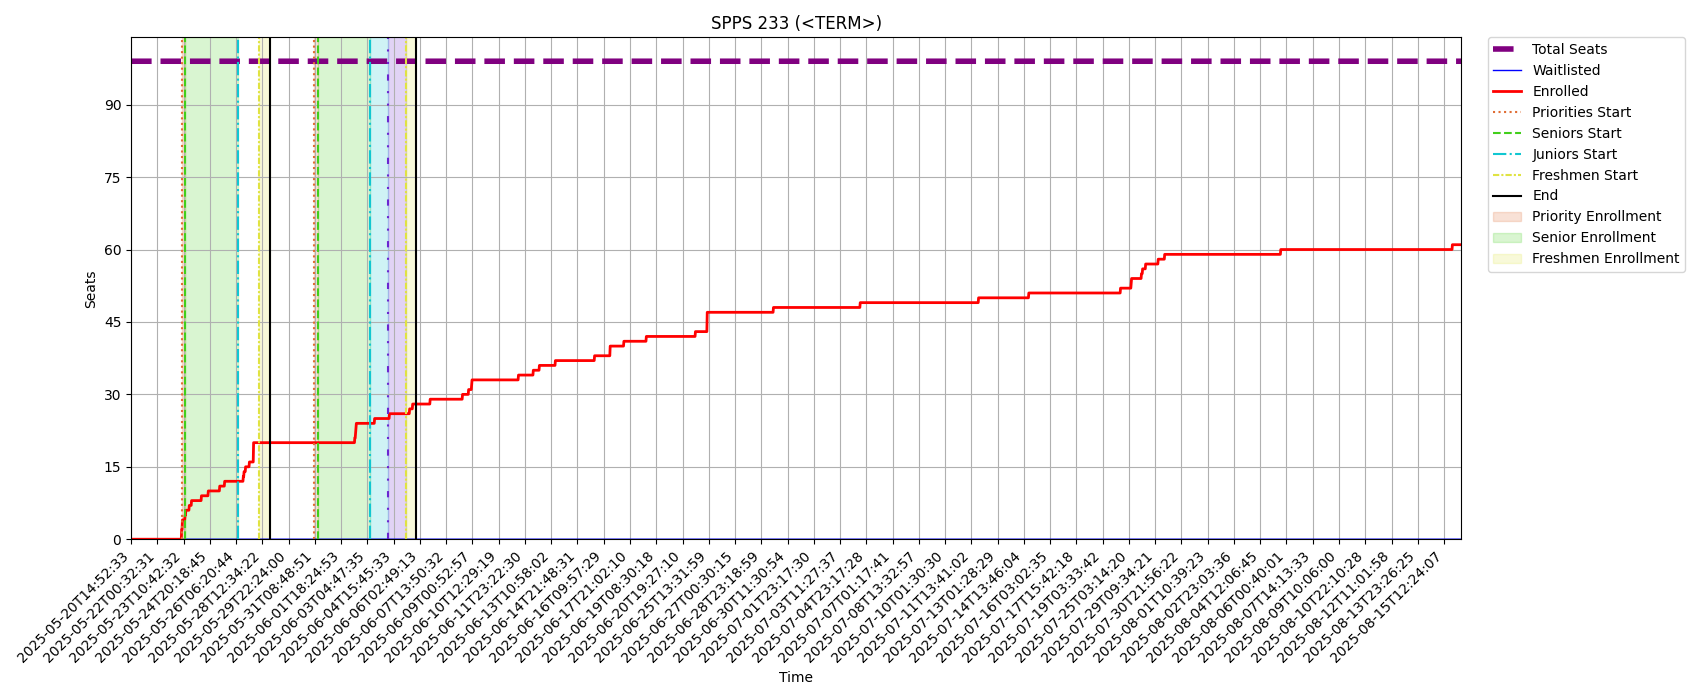 SPPS 233 (<TERM>)
Total Seats
Waitlisted
Enrolled
Priorities Start
Seniors Start
Juniors Start
Freshmen Start
End
Priority Enrollment
Senior Enrollment
Freshmen Enrollment
Seats
90
75
60
45
30
15
0
2025-05-20T14:52:33
2025-05-22T00:32:31
2025-05-23T10:42:32
2025-05-24T20:18:45
2025-05-26T06:20:44
2025-05-28T12:34:22
2025-05-29T22:24:00
2025-05-31T08:48:51
2025-06-01T18:24:53
2025-06-03T04:47:35
2025-06-04T15:45:33
2025-06-06T02:49:13
2025-06-07T13:50:32
2025-06-09T00:52:57
2025-06-10T12:29:19
2025-06-11T23:22:30
2025-06-13T10:58:02
2025-06-14T21:48:31
2025-06-16T09:57:29
2025-06-17T21:02:10
2025-06-19T08:30:18
2025-06-20T19:27:10
2025-06-25T13:31:59
2025-06-27T00:30:15
2025-06-28T23:18:59
2025-06-30T11:30:54
2025-07-01T23:17:30
2025-07-03T11:27:37
2025-07-04T23:17:28
2025-07-07T01:17:41
2025-07-08T13:32:57
2025-07-10T01:30:30
2025-07-11T13:41:02
2025-07-13T01:28:29
2025-07-14T13:46:04
2025-07-16T03:02:35
2025-07-17T15:42:18
2025-07-19T03:33:42
2025-07-25T03:14:20
2025-07-29T09:34:21
2025-07-30T21:56:22
2025-08-01T10:39:23
2025-08-02T23:03:36
2025-08-04T12:06:45
2025-08-06T00:40:01
2025-08-07T14:13:33
2025-08-09T10:06:00
2025-08-10T22:10:28
2025-08-12T11:01:58
2025-08-13T23:26:25
2025-08-15T12:24:07
Time